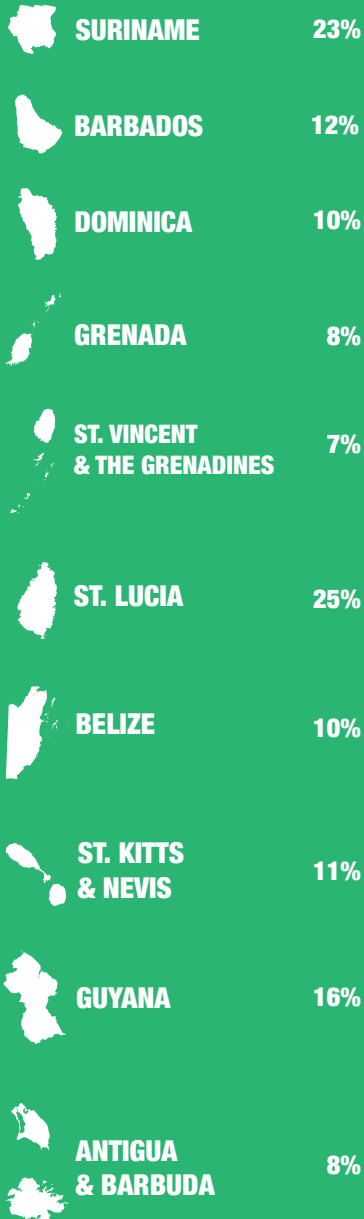 SURINAME 23%
BARBADOS 12%
DOMINICA 10%
GRENADA 8%
ST. VINCENT
& THE GRENADINES 7%
ST. LUCIA 25%
BELIZE 10%
ST. KITTS
& NEVIS 11%
GUYANA 16%
ANTIGUA
& BARBUDA 8%